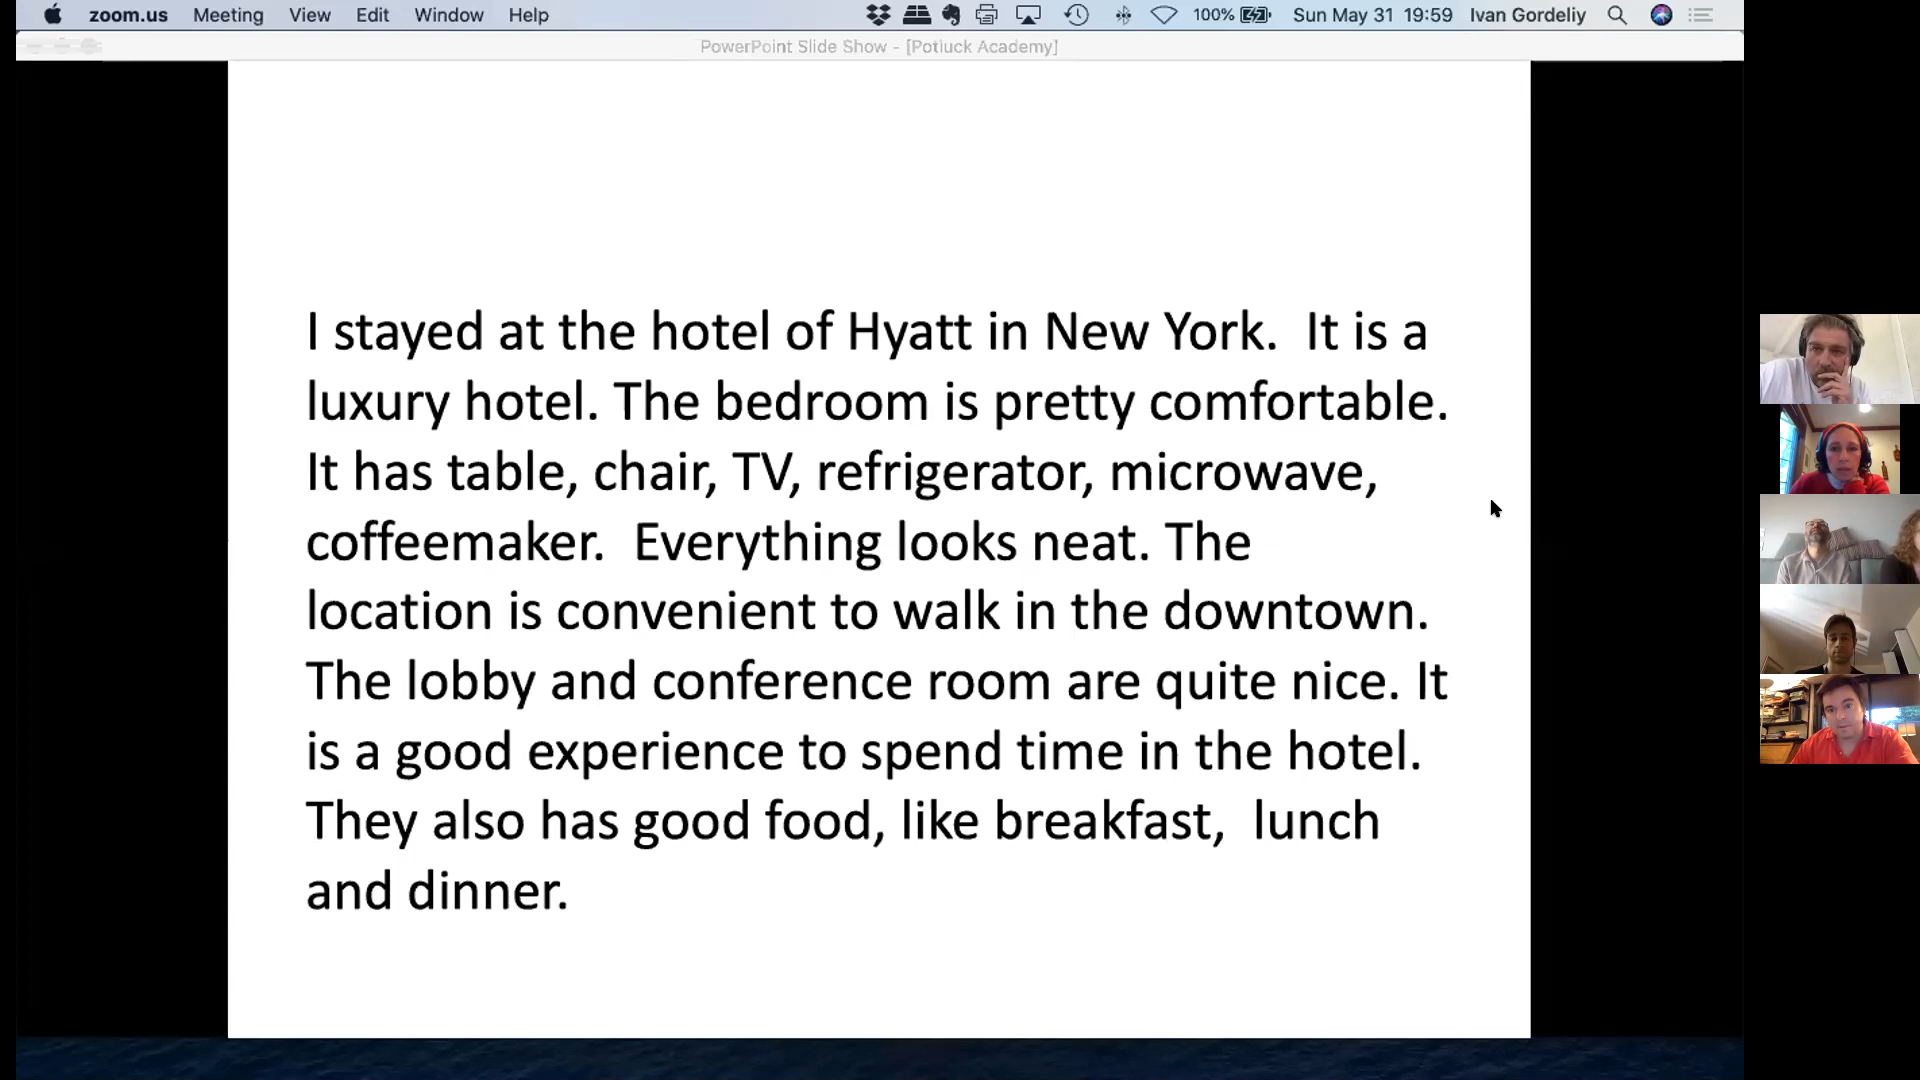 zoom.us Meeting View Edit Window Help 100% Sun May 31 19:59 Ivan Gordeliy
PowerPoint Slide Show - [Potluck Academy]
I stayed at the hotel of Hyatt in New York. It is a
luxury hotel. The bedroom is pretty comfortable.
It has table, chair, TV, refrigerator, microwave,
coffeemaker. Everything looks neat. The
location is convenient to walk in the downtown.
The lobby and conference room are quite nice. It
is a good experience to spend time in the hotel.
They also has good food, like breakfast, lunch
and dinner.